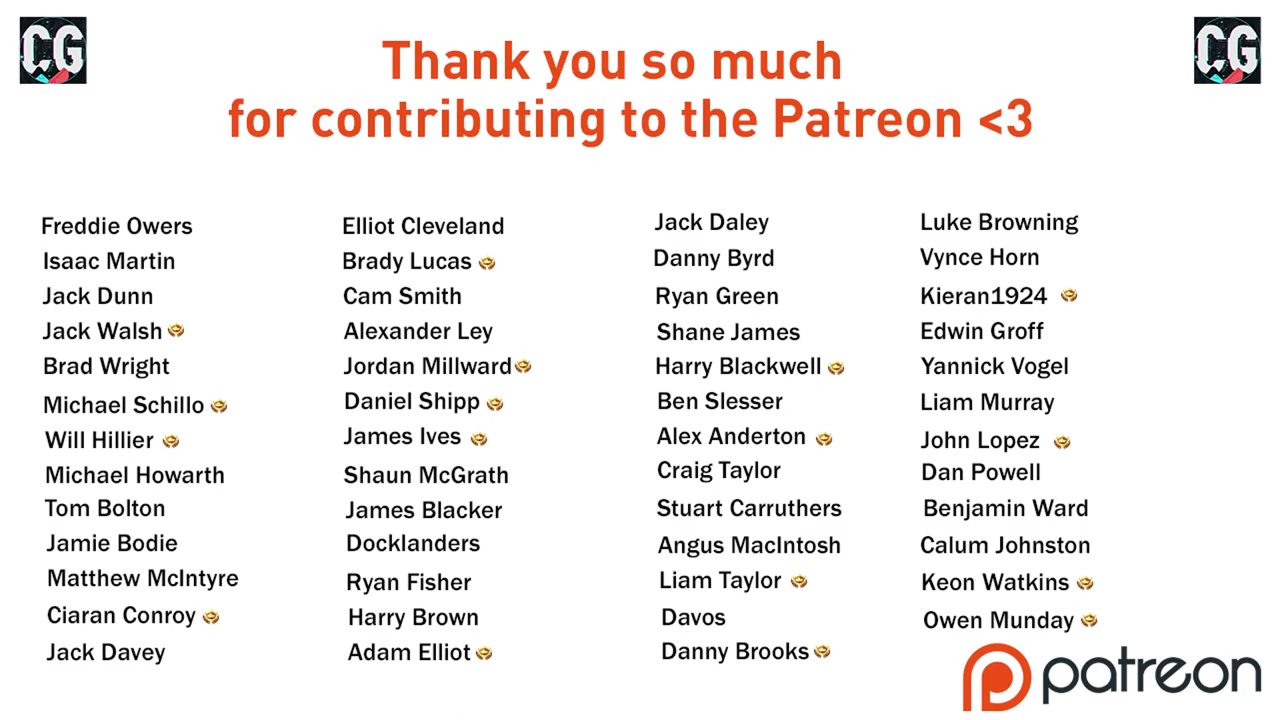 CG
CG
Thank you so much
for contributing to the Patreon <3
Freddie Owers
Isaac Martin
Jack Dunn
Jack Walsh
Brad Wright
Michael Schillo
Will Hillier
Michael Howarth
Tom Bolton
Jamie Bodie
Matthew McIntyre
Ciaran Conroy
Jack Davey
Elliot Cleveland
Brady Lucas
Cam Smith
Alexander Ley
Jordan Millward
Daniel Shipp
James Ives
Shaun McGrath
James Blacker
Docklanders
Ryan Fisher
Harry Brown
Adam Elliot
Jack Daley
Danny Byrd
Ryan Green
Shane James
Harry Blackwell
Ben Slesser
Alex Anderton
Craig Taylor
Stuart Carruthers
Angus MacIntosh
Liam Taylor
Davos
Danny Brooks
Luke Browning
Vynce Horn
Kieran1924
Edwin Groff
Yannick Vogel
Liam Murray
John Lopez
Dan Powell
Benjamin Ward
Calum Johnston
Keon Watkins
Owen Munday
patreon